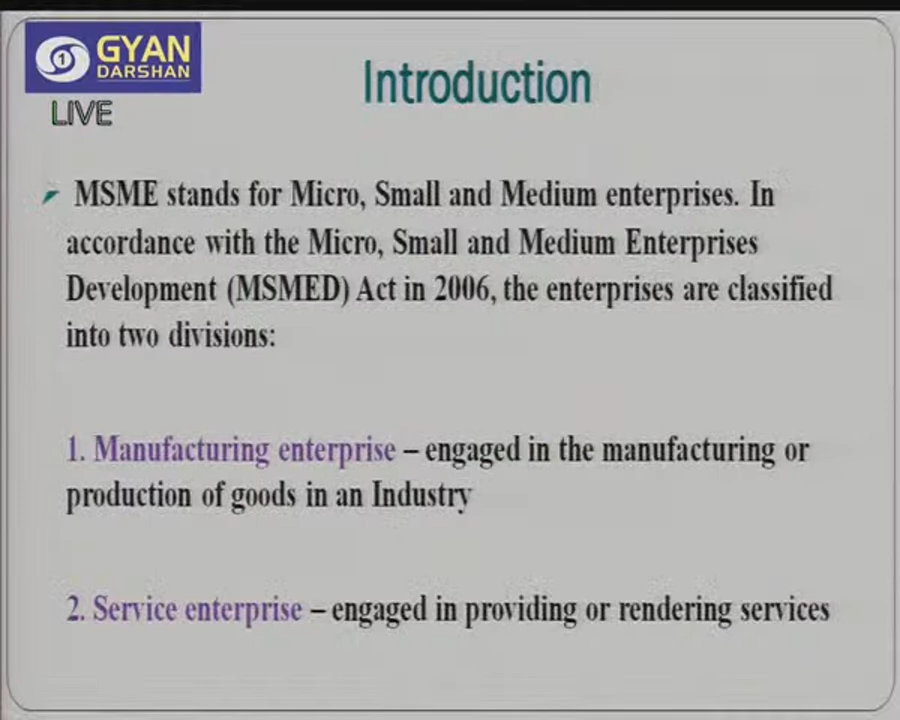 1
GYAN
DARSHAN
LIVE
Introduction
MSME stands for Micro, Small and Medium enterprises. In
accordance with the Micro, Small and Medium Enterprises
Development (MSMED) Act in 2006, the enterprises are classified
into two divisions:
1. Manufacturing enterprise – engaged in the manufacturing or
production of goods in an Industry
2. Service enterprise – engaged in providing or rendering services